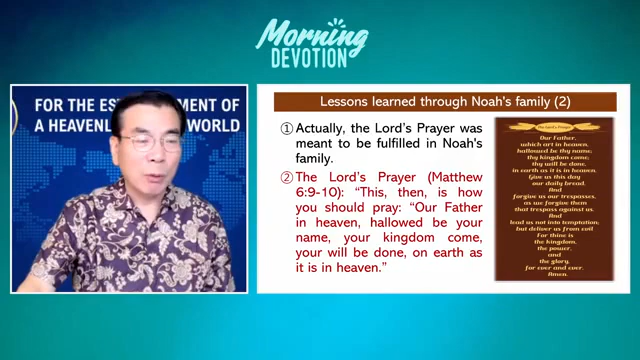 Morning
DEVOTION
FOR THE ES MENT OF
A HEAVENL WORLD
Lessons learned through Noah's family (2)
① Actually, the Lord's Prayer was
meant to be fulfilled in Noah's
family.
② The Lord's Prayer (Matthew
6:9-10): “This, then, is how
you should pray: “Our Father
in heaven, hallowed be your
name, your kingdom come,
your will be done, on earth as
it is in heaven.”
The Lord's Prayer
Our Father,
which art in heaven,
hallowed be thy name;
thy kingdom come;
thy will be done,
in earth as it is in heaven.
Give us this day
our daily bread.
And
forgive us our trespasses,
as we forgive them
that trespass against us.
And
lead us not into temptation;
but deliver us from evil
For thine is
the kingdom,
the power,
and
the glory,
for ever and ever.
Amen.